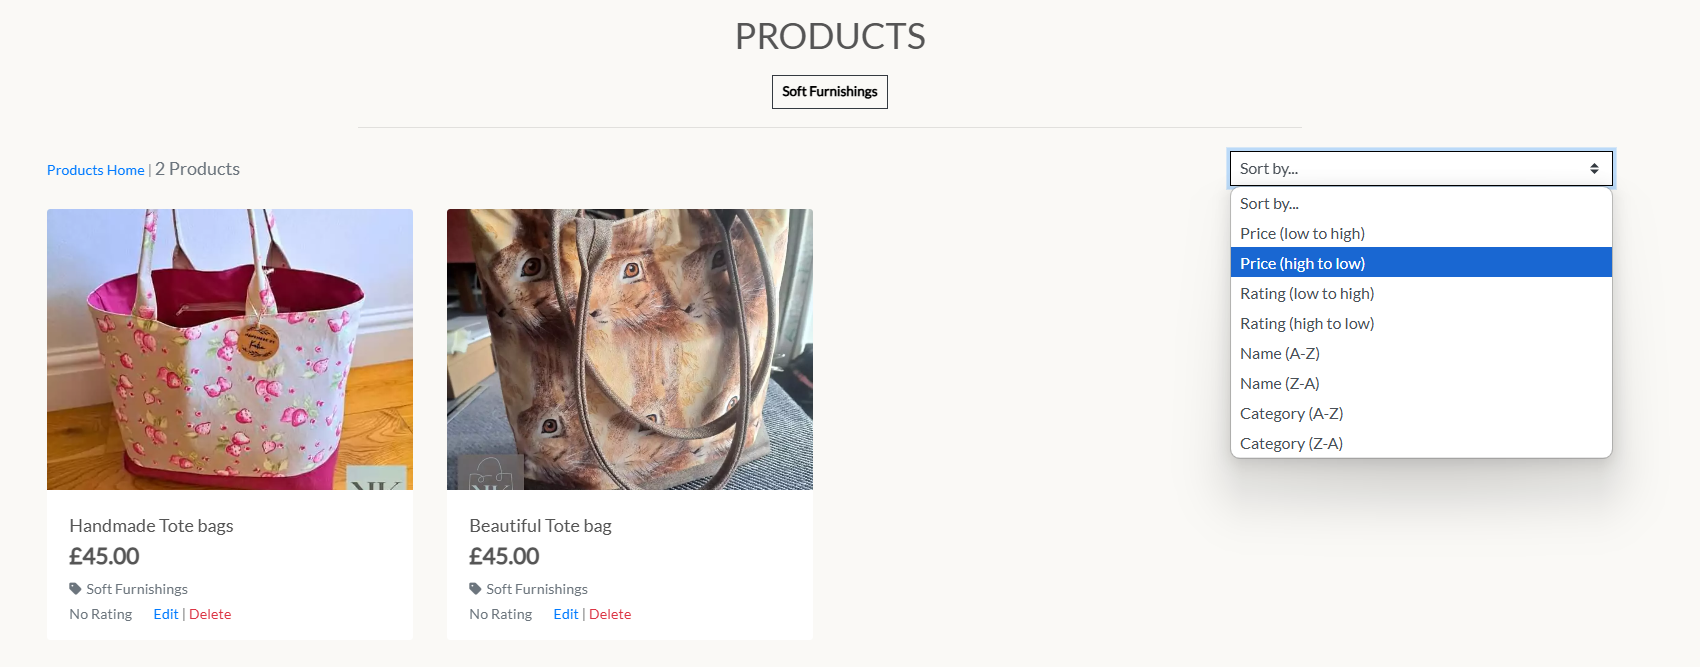 PRODUCTS
Soft Furnishings
Products Home | 2 Products
Sort by...
Sort by...
Price (low to high)
Price (high to low)
Rating (low to high)
Rating (high to low)
Name (A-Z)
Name (Z-A)
Category (A-Z)
Category (Z-A)
Handmade Tote bags
£45.00
Soft Furnishings
No Rating Edit | Delete
Beautiful Tote bag
£45.00
Soft Furnishings
No Rating Edit | Delete